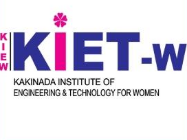 KIEW
KIET-W
KAKINADA INSTITUTE OF
ENGINEERING & TECHNOLOGY FOR WOMEN